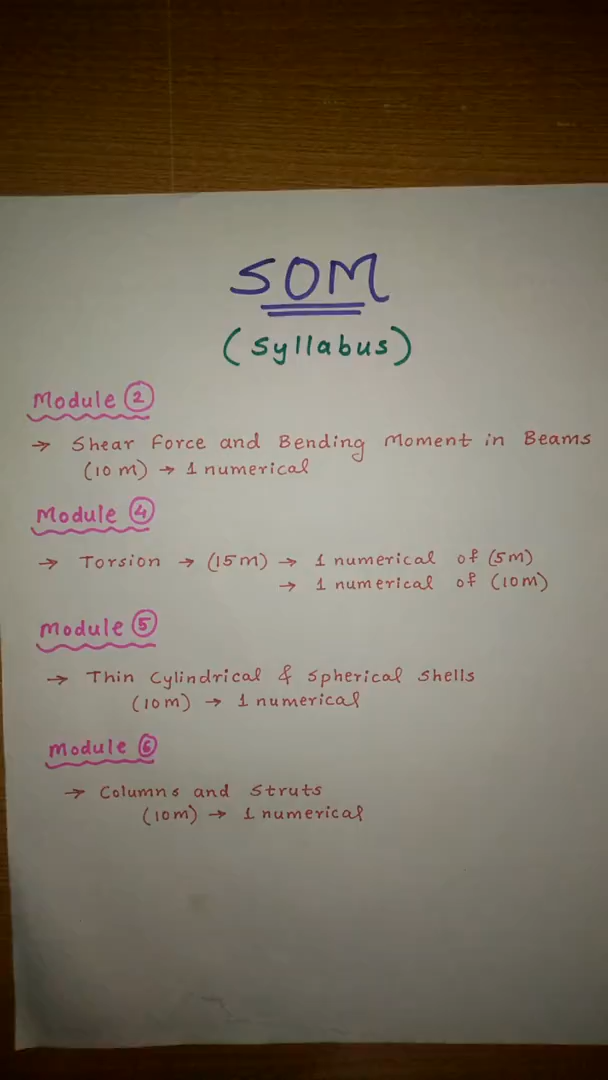 SOM
(Syllabus)
Module 2
→ Shear Force and Bending Moment in Beams
(10 M) → 1 numerical
Module 4
→ Torsion → (15M) → 1 numerical of (5M)
→ 1 numerical of (10M)
Module 5
→ Thin Cylindrical & Spherical Shells
(10M) → 1 numerical
Module 6
→ Columns and Struts
(10M) → 1 numerical